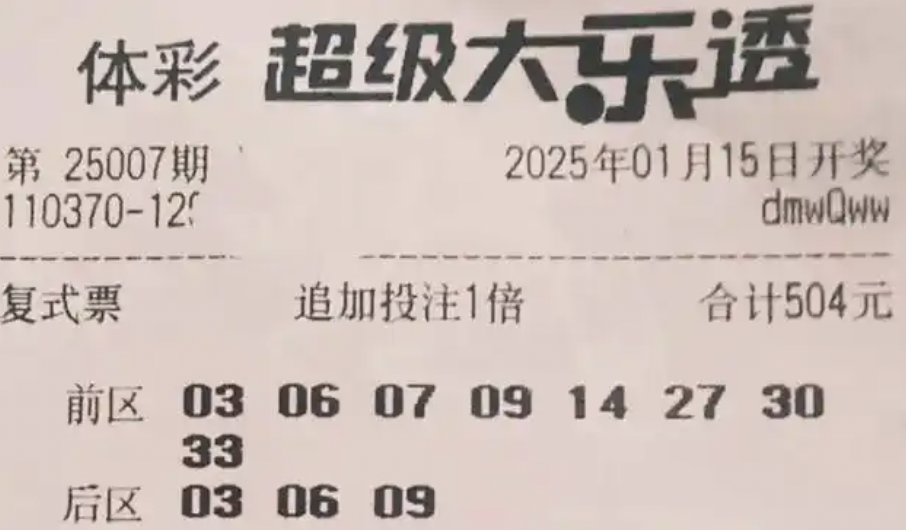 体彩 超级大乐透
第 25007期 2025年01月15日开奖
110370-129 dmwQww
复式票 追加投注1倍 合计504元
前区 03 06 07 09 14 27 30
33
后区 03 06 09